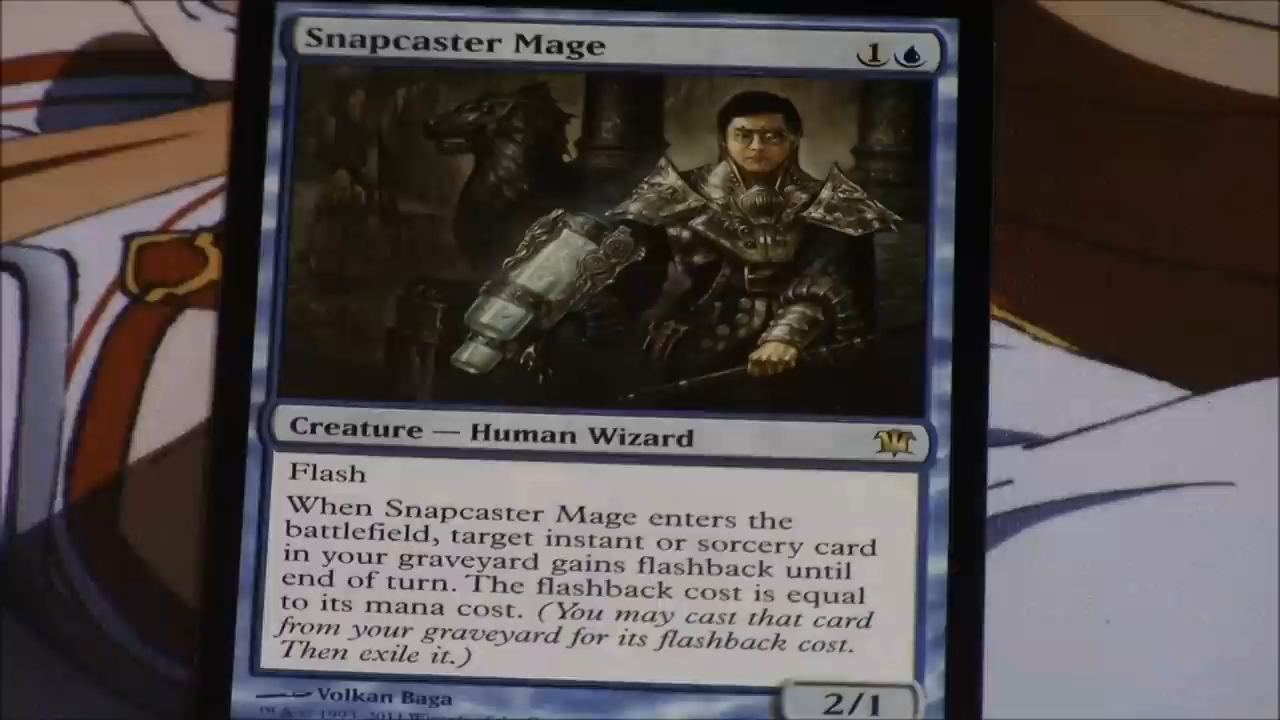 Snapcaster Mage 1
Creature — Human Wizard
Flash
When Snapcaster Mage enters the
battlefield, target instant or sorcery card
in your graveyard gains flashback until
end of turn. The flashback cost is equal
to its mana cost. (You may cast that card
from your graveyard for its flashback cost.
Then exile it.)
Volkan Baga
2/1